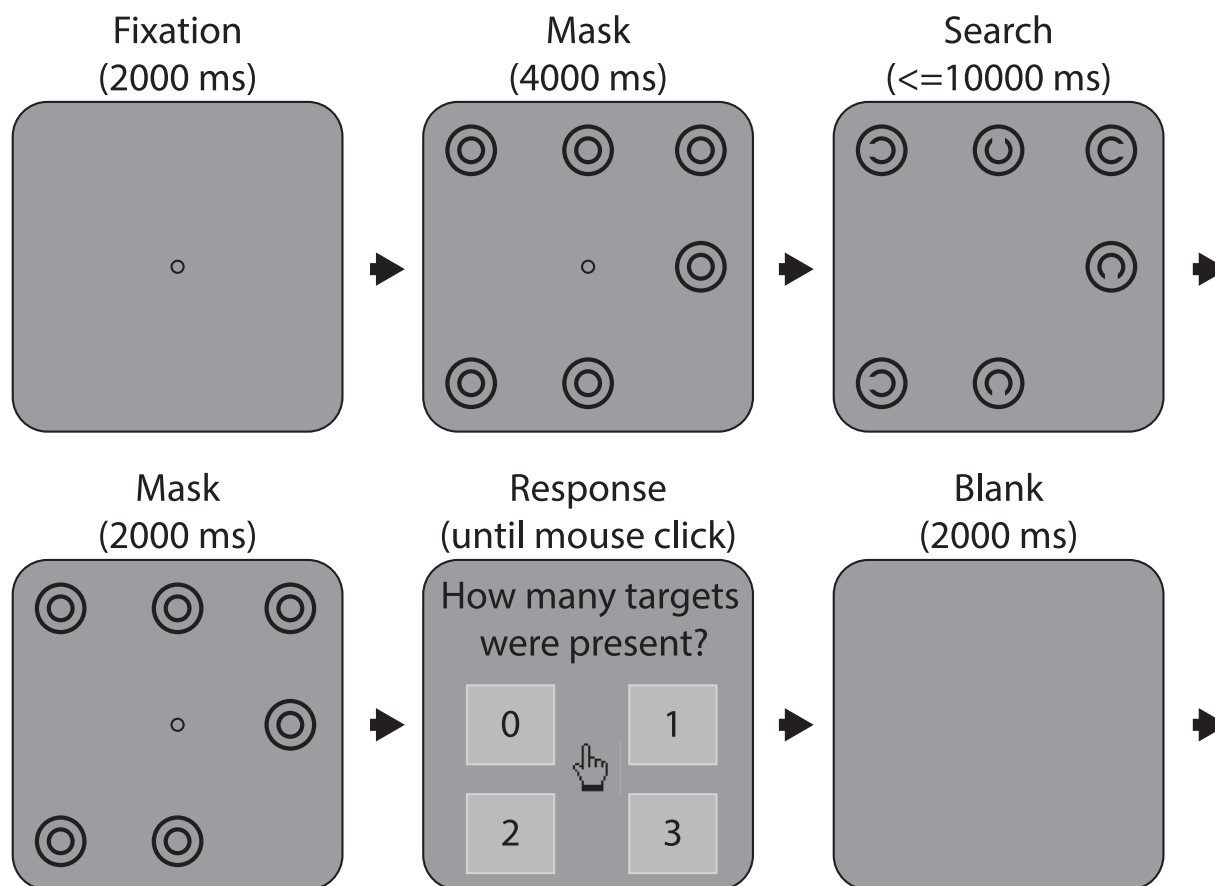 Fixation
(2000 ms)
Mask
(4000 ms)
Search
(<=10000 ms)
Mask
(2000 ms)
Response
(until mouse click)
Blank
(2000 ms)
How many targets
were present?
0
1
2
3